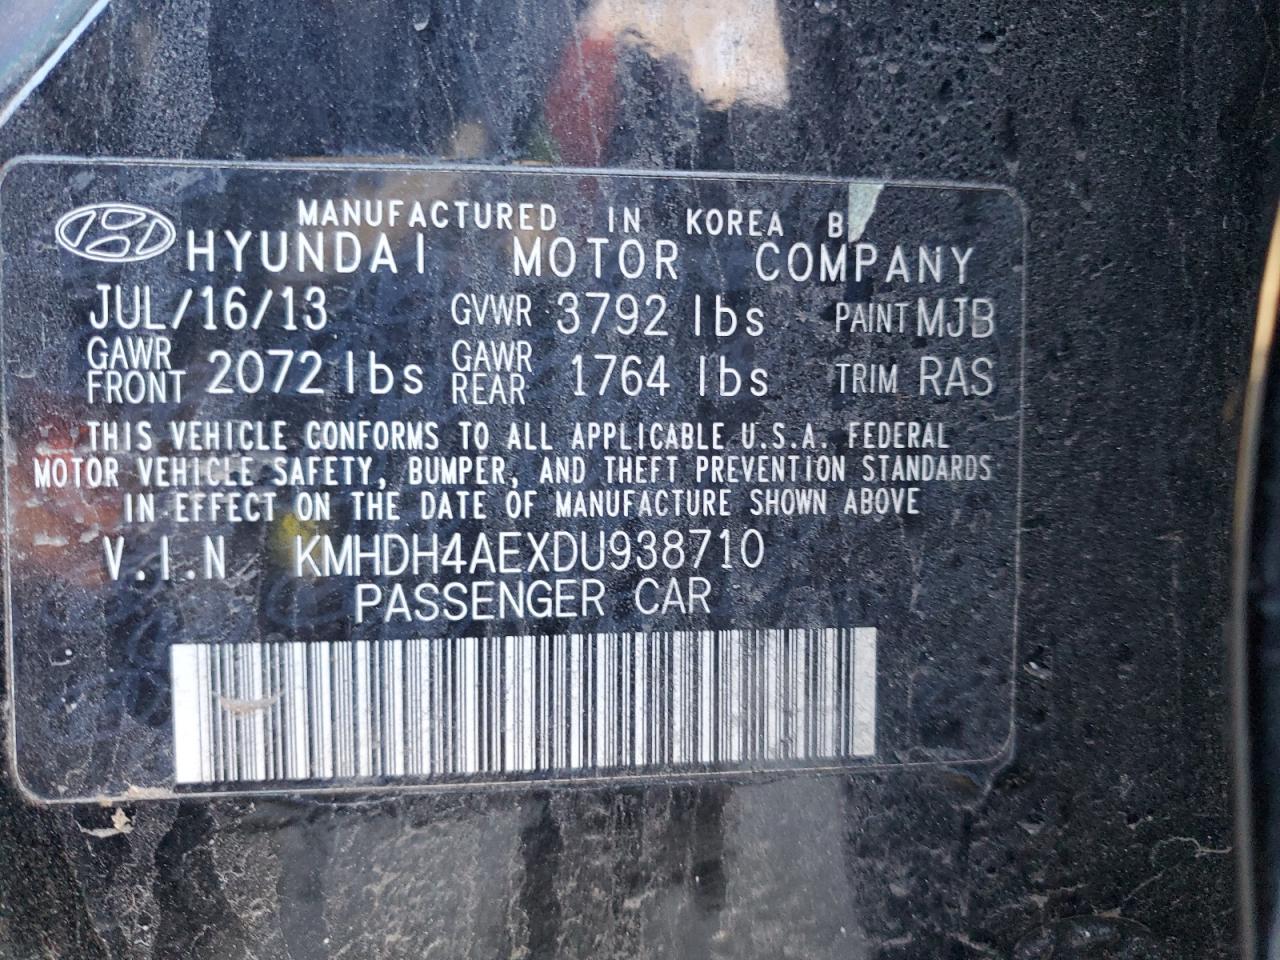 MANUFACTURED IN KOREA B
HYUNDAI MOTOR COMPANY
JUL/16/13 GVWR 3792 lbs PAINT MJB
GAWR FRONT 2072 lbs GAWR REAR 1764 lbs TRIM RAS
THIS VEHICLE CONFORMS TO ALL APPLICABLE U.S.A. FEDERAL
MOTOR VEHICLE SAFETY, BUMPER, AND THEFT PREVENTION STANDARDS
IN EFFECT ON THE DATE OF MANUFACTURE SHOWN ABOVE
V.I.N KMHDH4AEXDU938710
PASSENGER CAR